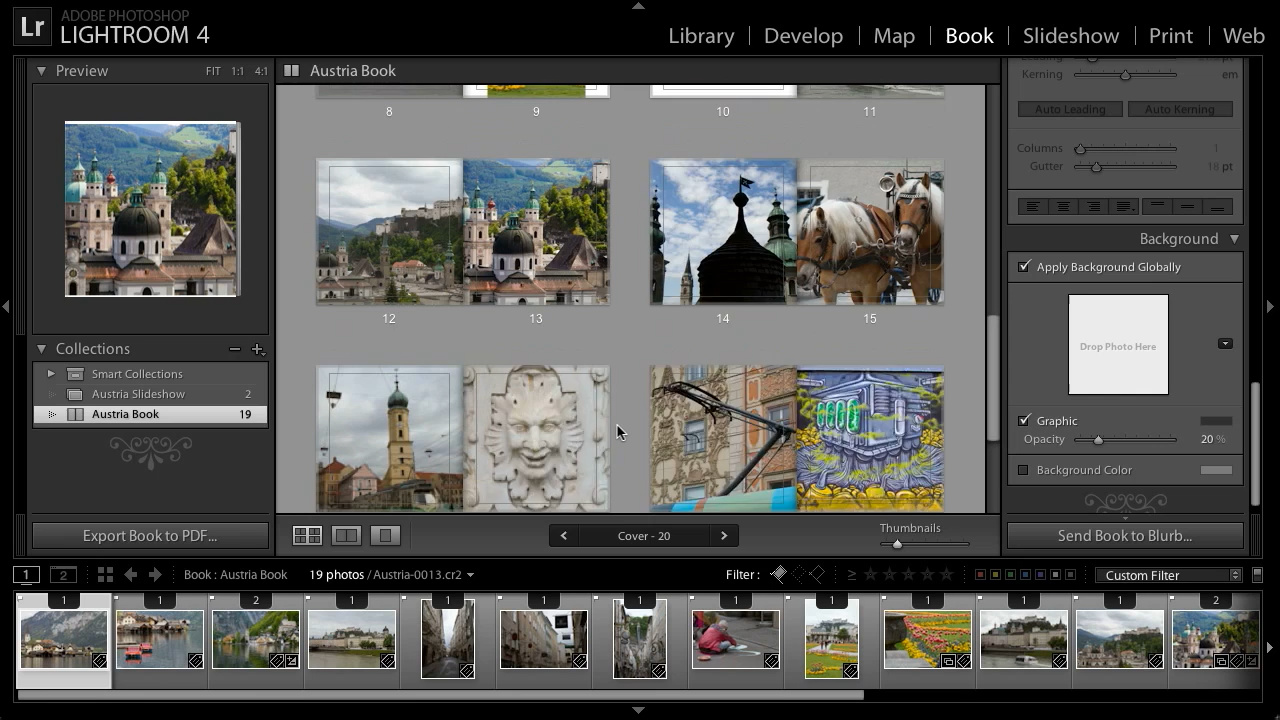 Lr
ADOBE PHOTOSHOP
LIGHTROOM 4
Library | Develop | Map | Book | Slideshow | Print | Web
Preview FIT 1:1 4:1
Austria Book
Kerning em
8 9 10 11
Auto Leading Auto Kerning
Columns 1
Gutter 18 pt
Background
Apply Background Globally
Drop Photo Here
12 13 14 15
Collections
Smart Collections
Austria Slideshow 2
Austria Book 19
Graphic
Opacity 20 %
Background Color
Export Book to PDF...
Cover - 20
Thumbnails
Send Book to Blurb...
1 2 Book : Austria Book 19 photos / Austria-0013.cr2
Filter : Custom Filter
1 1 2 1 1 1 1 1 1 1 1 1 2